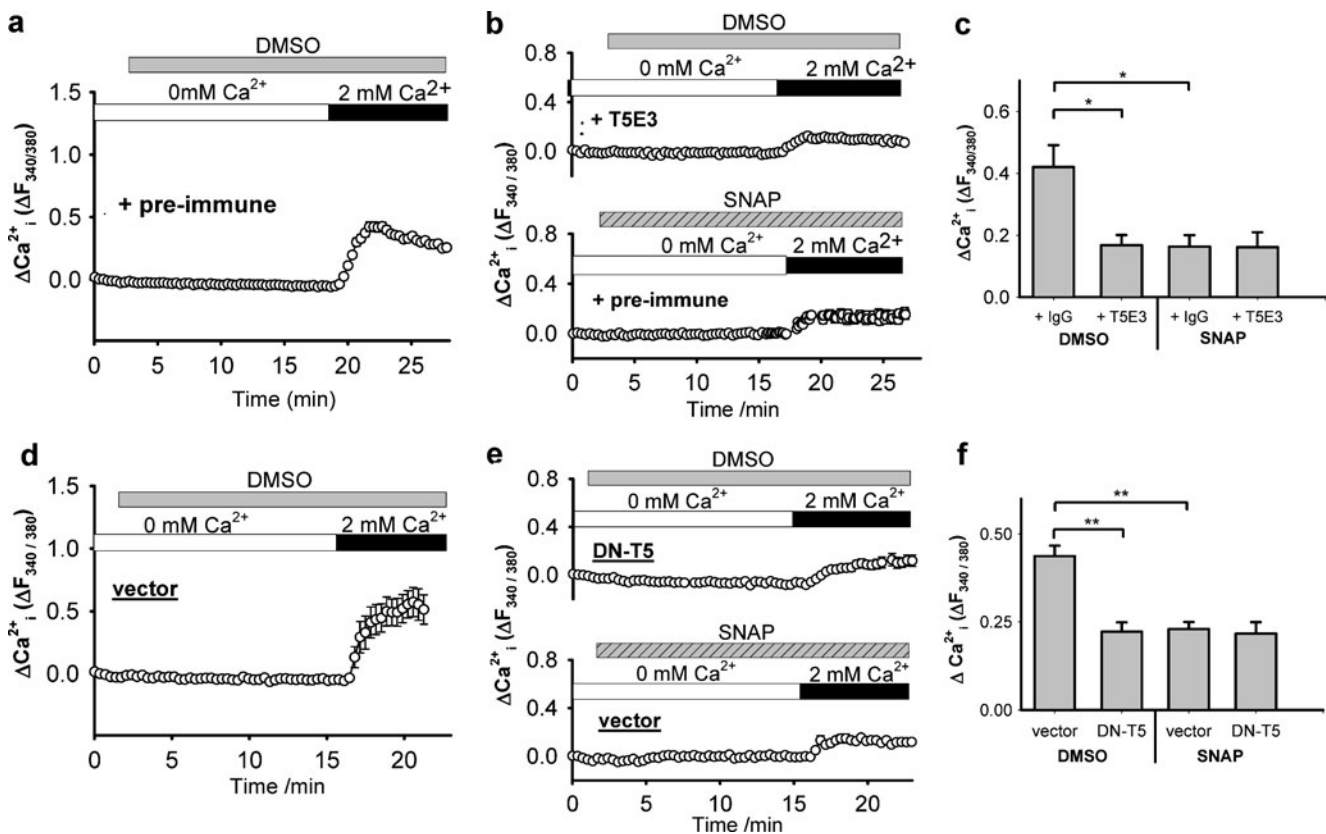 a
DMSO
0mM Ca²⁺
2 mM Ca²⁺
1.5
1.0
0.5
0.0
+ pre-immune
ΔCa²⁺ᵢ (ΔF₃₄₀/₃₈₀)
0 5 10 15 20 25
Time (min)
b
DMSO
0.8
0 mM Ca²⁺
2 mM Ca²⁺
0.4
+ T5E3
0.0
SNAP
0.8
0 mM Ca²⁺
2 mM Ca²⁺
0.4
+ pre-immune
0.0
ΔCa²⁺ᵢ (ΔF₃₄₀ / ₃₈₀)
0 5 10 15 20 25
Time /min
c
*
*
0.6
0.4
0.2
0.0
ΔCa²⁺ᵢ (ΔF₃₄₀/₃₈₀)
+ IgG + T5E3 + IgG + T5E3
DMSO SNAP
d
DMSO
1.5
0 mM Ca²⁺
2 mM Ca²⁺
1.0
vector
0.5
0.0
ΔCa²⁺ᵢ (ΔF₃₄₀ / ₃₈₀)
0 5 10 15 20
Time /min
e
DMSO
0.8
0 mM Ca²⁺
2 mM Ca²⁺
0.4
DN-T5
0.0
SNAP
0.8
0 mM Ca²⁺
2 mM Ca²⁺
0.4
vector
0.0
ΔCa²⁺ᵢ (ΔF₃₄₀ / ₃₈₀)
0 5 10 15 20
Time /min
f
**
**
0.50
0.25
0.00
Δ Ca²⁺ᵢ (ΔF₃₄₀ / ₃₈₀)
vector DN-T5 vector DN-T5
DMSO SNAP